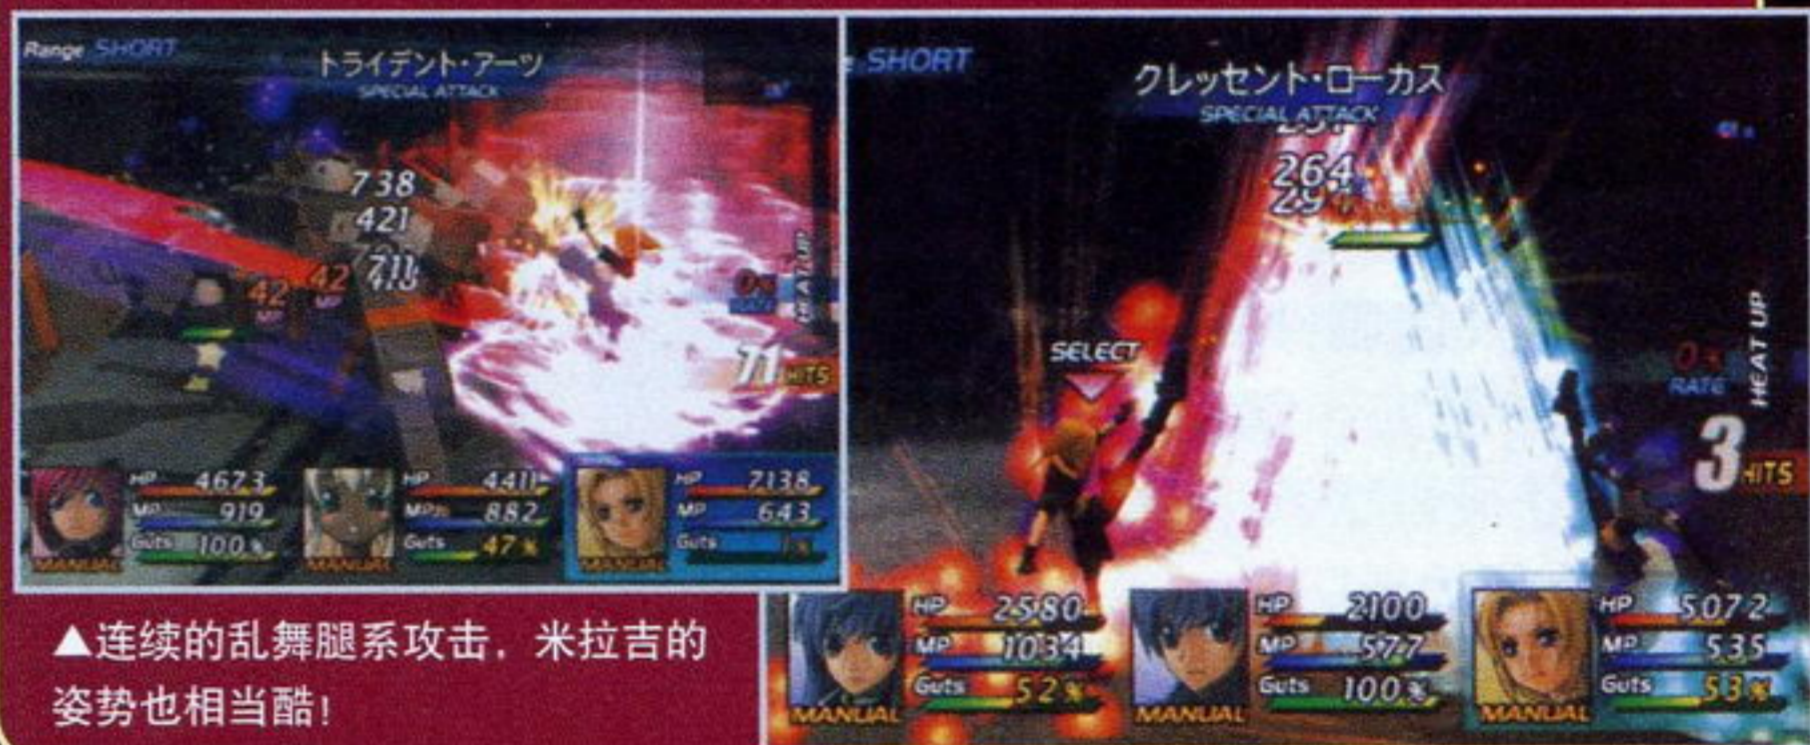 Range SHORT
トライデント・アーツ
SPECIAL ATTACK
738
421
711
42 MP
42 MP
0%
HEAT UP
71 HITS
HP 4673
MP 919
Guts 100%
MANUAL
HP 4411
MP 882
Guts 47%
MANUAL
HP 7138
MP 643
Guts 1%
MANUAL
▲连续的乱舞腿系攻击，米拉吉的
姿势也相当酷！
SHORT
クレッセント・ローカス
SPECIAL ATTACK
264
SELECT
0%
RATE
HEAT UP
3 HITS
HP 2580
MP 1034
Guts 52%
MANUAL
HP 2100
MP 577
Guts 100%
MANUAL
HP 5072
MP 535
Guts 53%
MANUAL